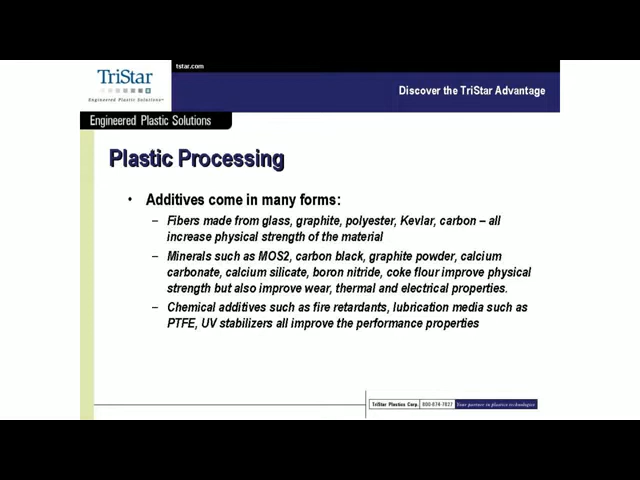 tstar.com
TriStar
Engineered Plastic Solutions
Discover the TriStar Advantage
Engineered Plastic Solutions
Plastic Processing
• Additives come in many forms:
– Fibers made from glass, graphite, polyester, Kevlar, carbon – all
increase physical strength of the material
– Minerals such as MOS2, carbon black, graphite powder, calcium
carbonate, calcium silicate, boron nitride, coke flour improve physical
strength but also improve wear, thermal and electrical properties.
– Chemical additives such as fire retardants, lubrication media such as
PTFE, UV stabilizers all improve the performance properties
TriStar Plastics Corp. 800-874-7827 Your partner in plastics technologies